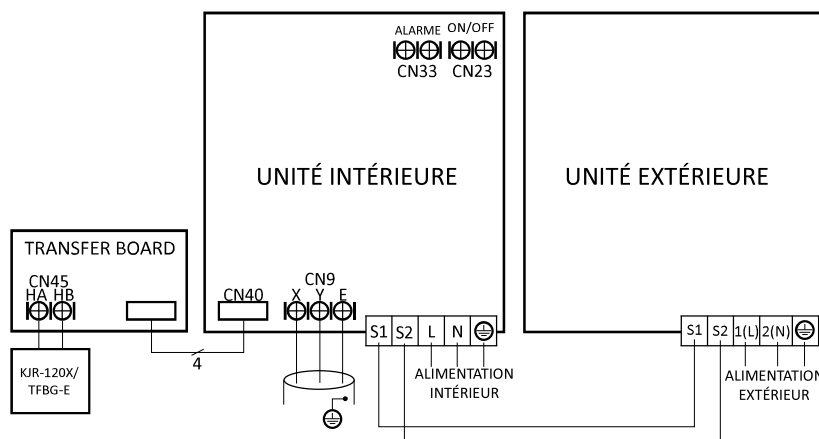 ALARME ON/OFF
CN33 CN23
UNITÉ INTÉRIEURE
UNITÉ EXTÉRIEURE
TRANSFER BOARD
CN45
HA HB
CN40
CN9
X Y E
S1 S2 L N
S1 S2 1(L) 2(N)
KJR-120X/
TFBG-E
4
ALIMENTATION
INTÉRIEUR
ALIMENTATION
EXTÉRIEUR